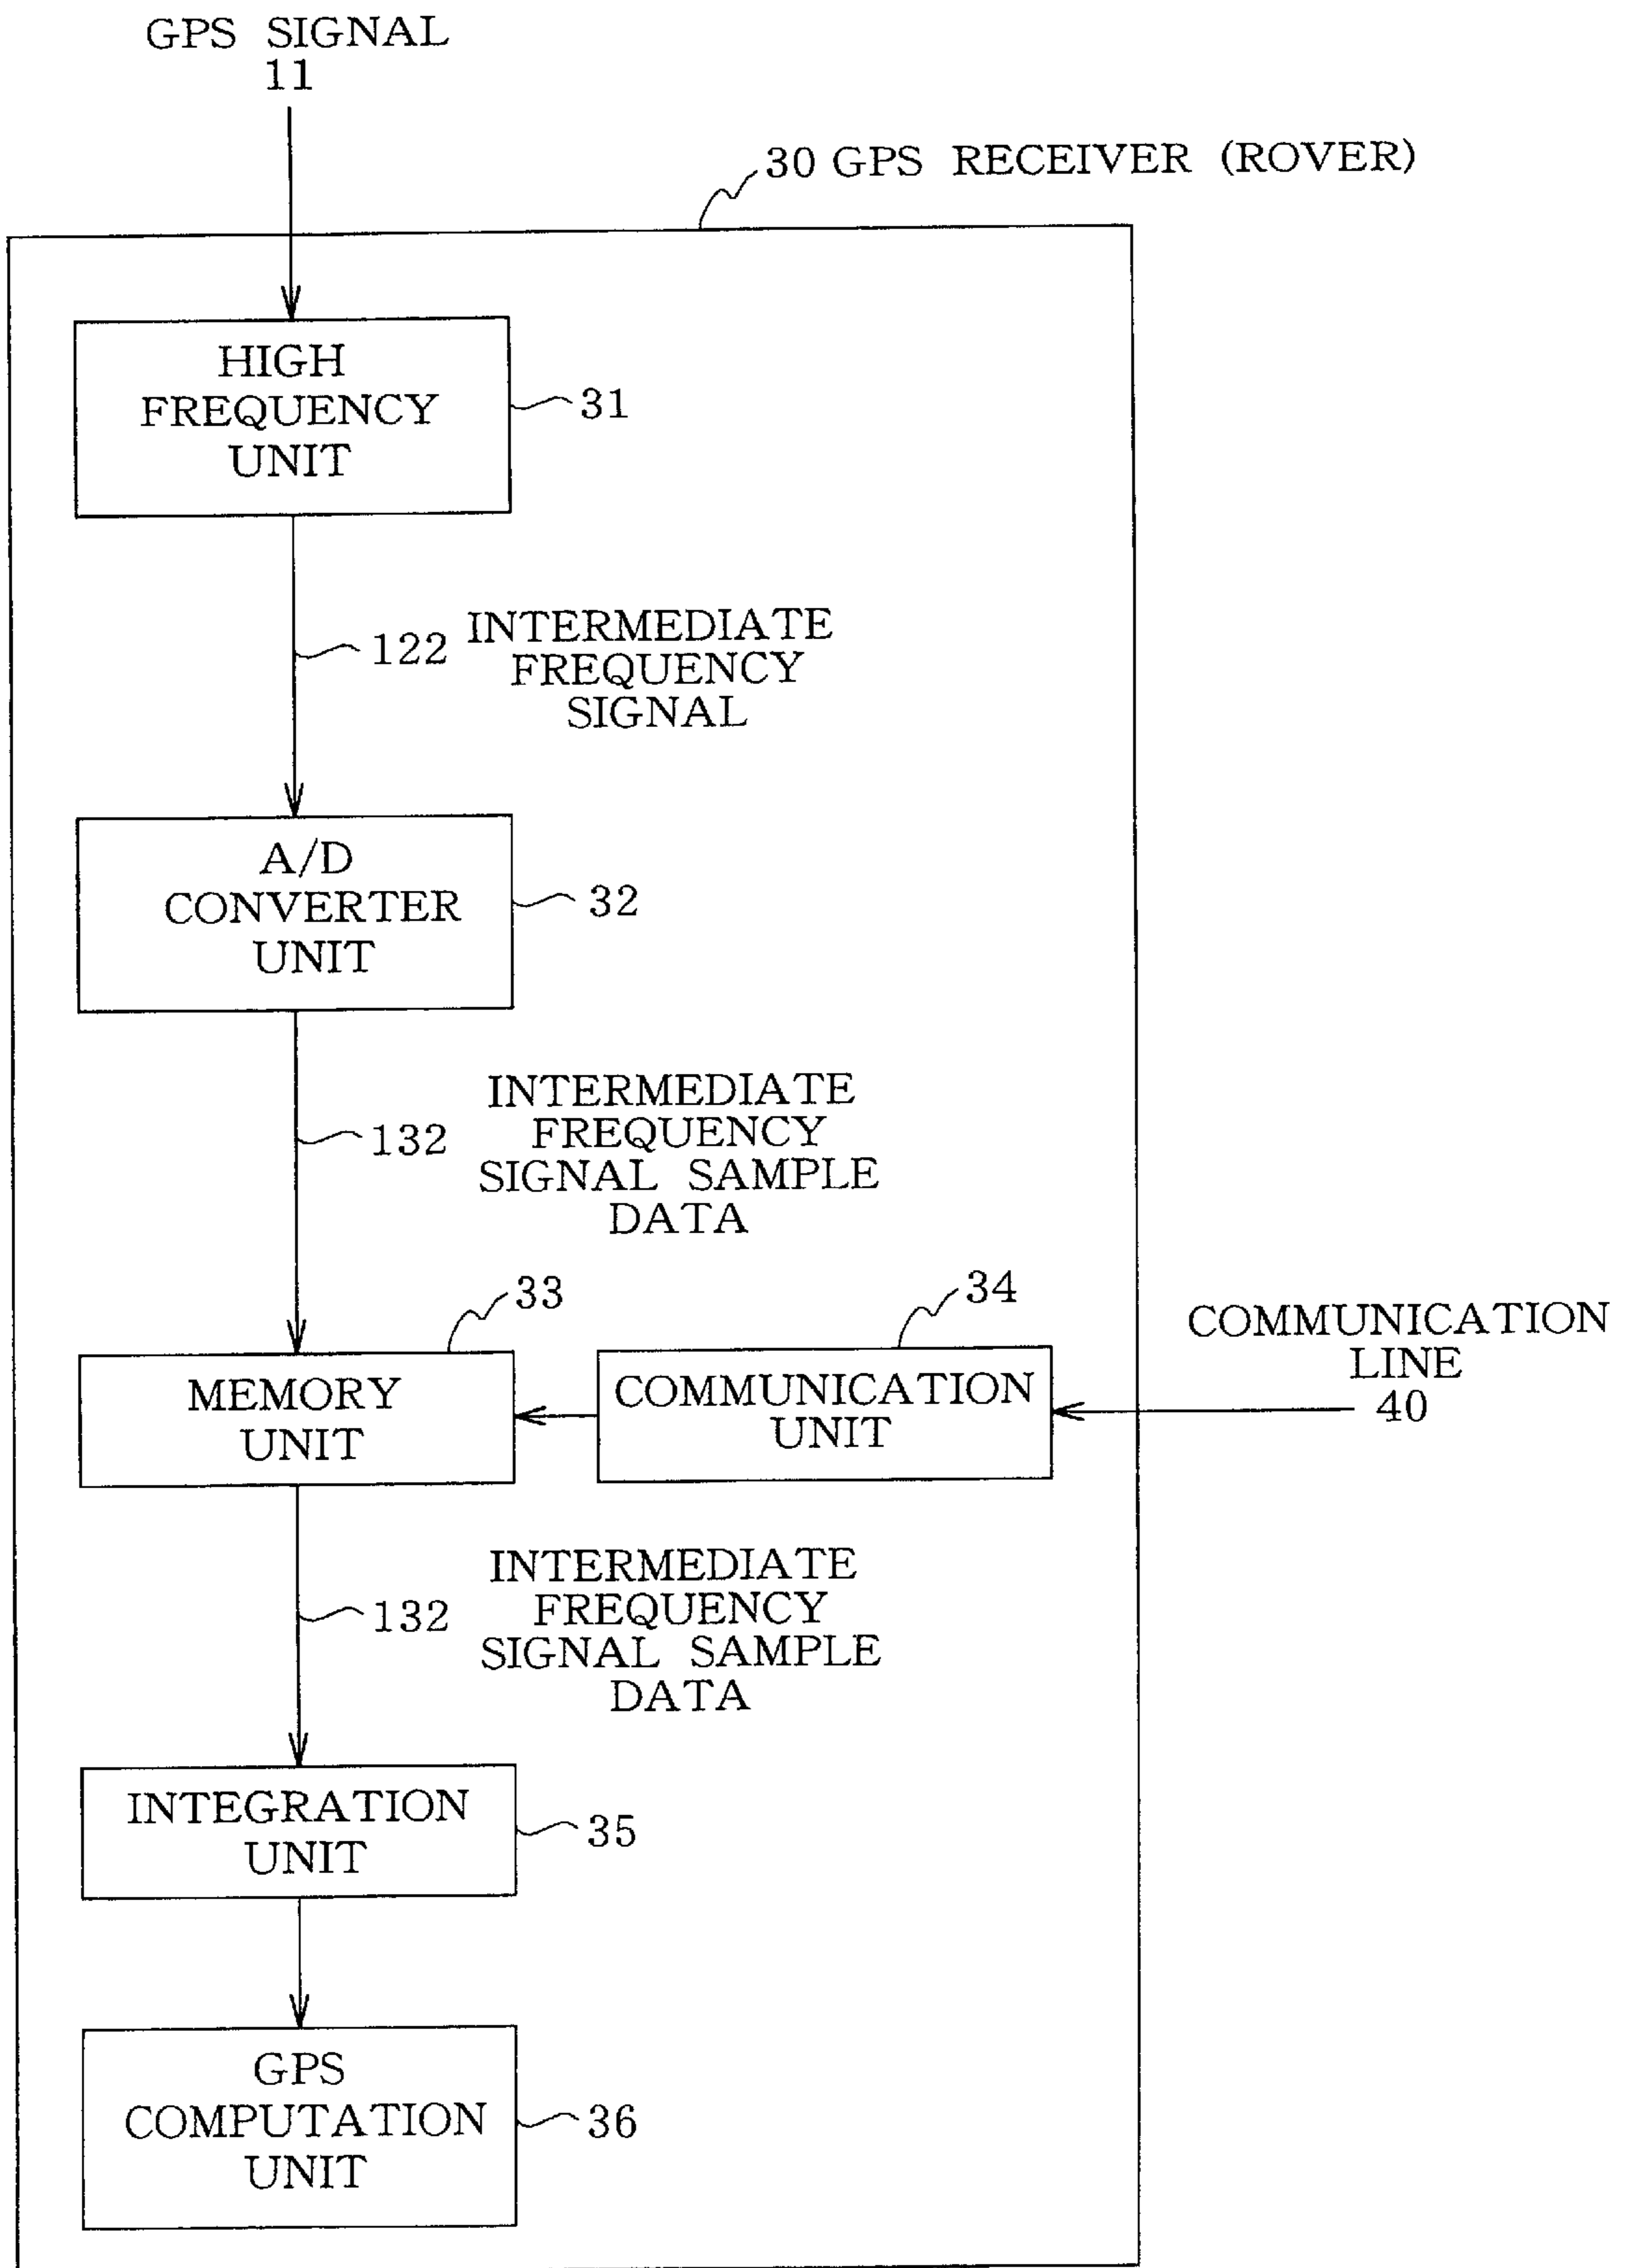 GPS SIGNAL
11
30 GPS RECEIVER (ROVER)
HIGH
FREQUENCY
UNIT
31
122
INTERMEDIATE
FREQUENCY
SIGNAL
A/D
CONVERTER
UNIT
32
132
INTERMEDIATE
FREQUENCY
SIGNAL SAMPLE
DATA
33
MEMORY
UNIT
34
COMMUNICATION
UNIT
COMMUNICATION
LINE
40
132
INTERMEDIATE
FREQUENCY
SIGNAL SAMPLE
DATA
INTEGRATION
UNIT
35
GPS
COMPUTATION
UNIT
36